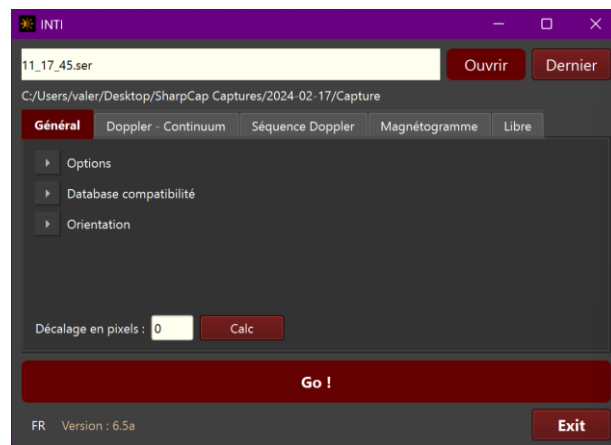 INTI
11_17_45.ser Ouvrir Dernier
C:/Users/valer/Desktop/SharpCap Captures/2024-02-17/Capture
Général Doppler - Continuum Séquence Doppler Magnétogramme Libre
Options
Database compatibilité
Orientation
Décalage en pixels : 0 Calc
Go !
FR Version : 6.5a Exit